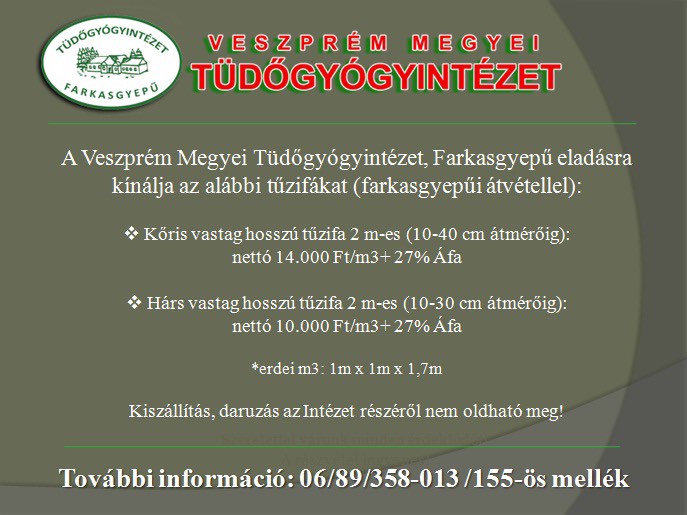 TÜDŐGYÓGYINTÉZET
FARKASGYEPŰ
VESZPRÉM MEGYEI
TÜDŐGYÓGYINTÉZET
A Veszprém Megyei Tüdőgyógyintézet, Farkasgyepű eladásra
kínálja az alábbi tűzifákat (farkasgyepűi átvétellel):
❖ Kőris vastag hosszú tűzifa 2 m-es (10-40 cm átmérőig):
nettó 14.000 Ft/m3+ 27% Áfa
❖ Hárs vastag hosszú tűzifa 2 m-es (10-30 cm átmérőig):
nettó 10.000 Ft/m3+ 27% Áfa
*erdei m3: 1m x 1m x 1,7m
Kiszállítás, daruzás az Intézet részéről nem oldható meg!
További információ: 06/89/358-013 /155-ös mellék